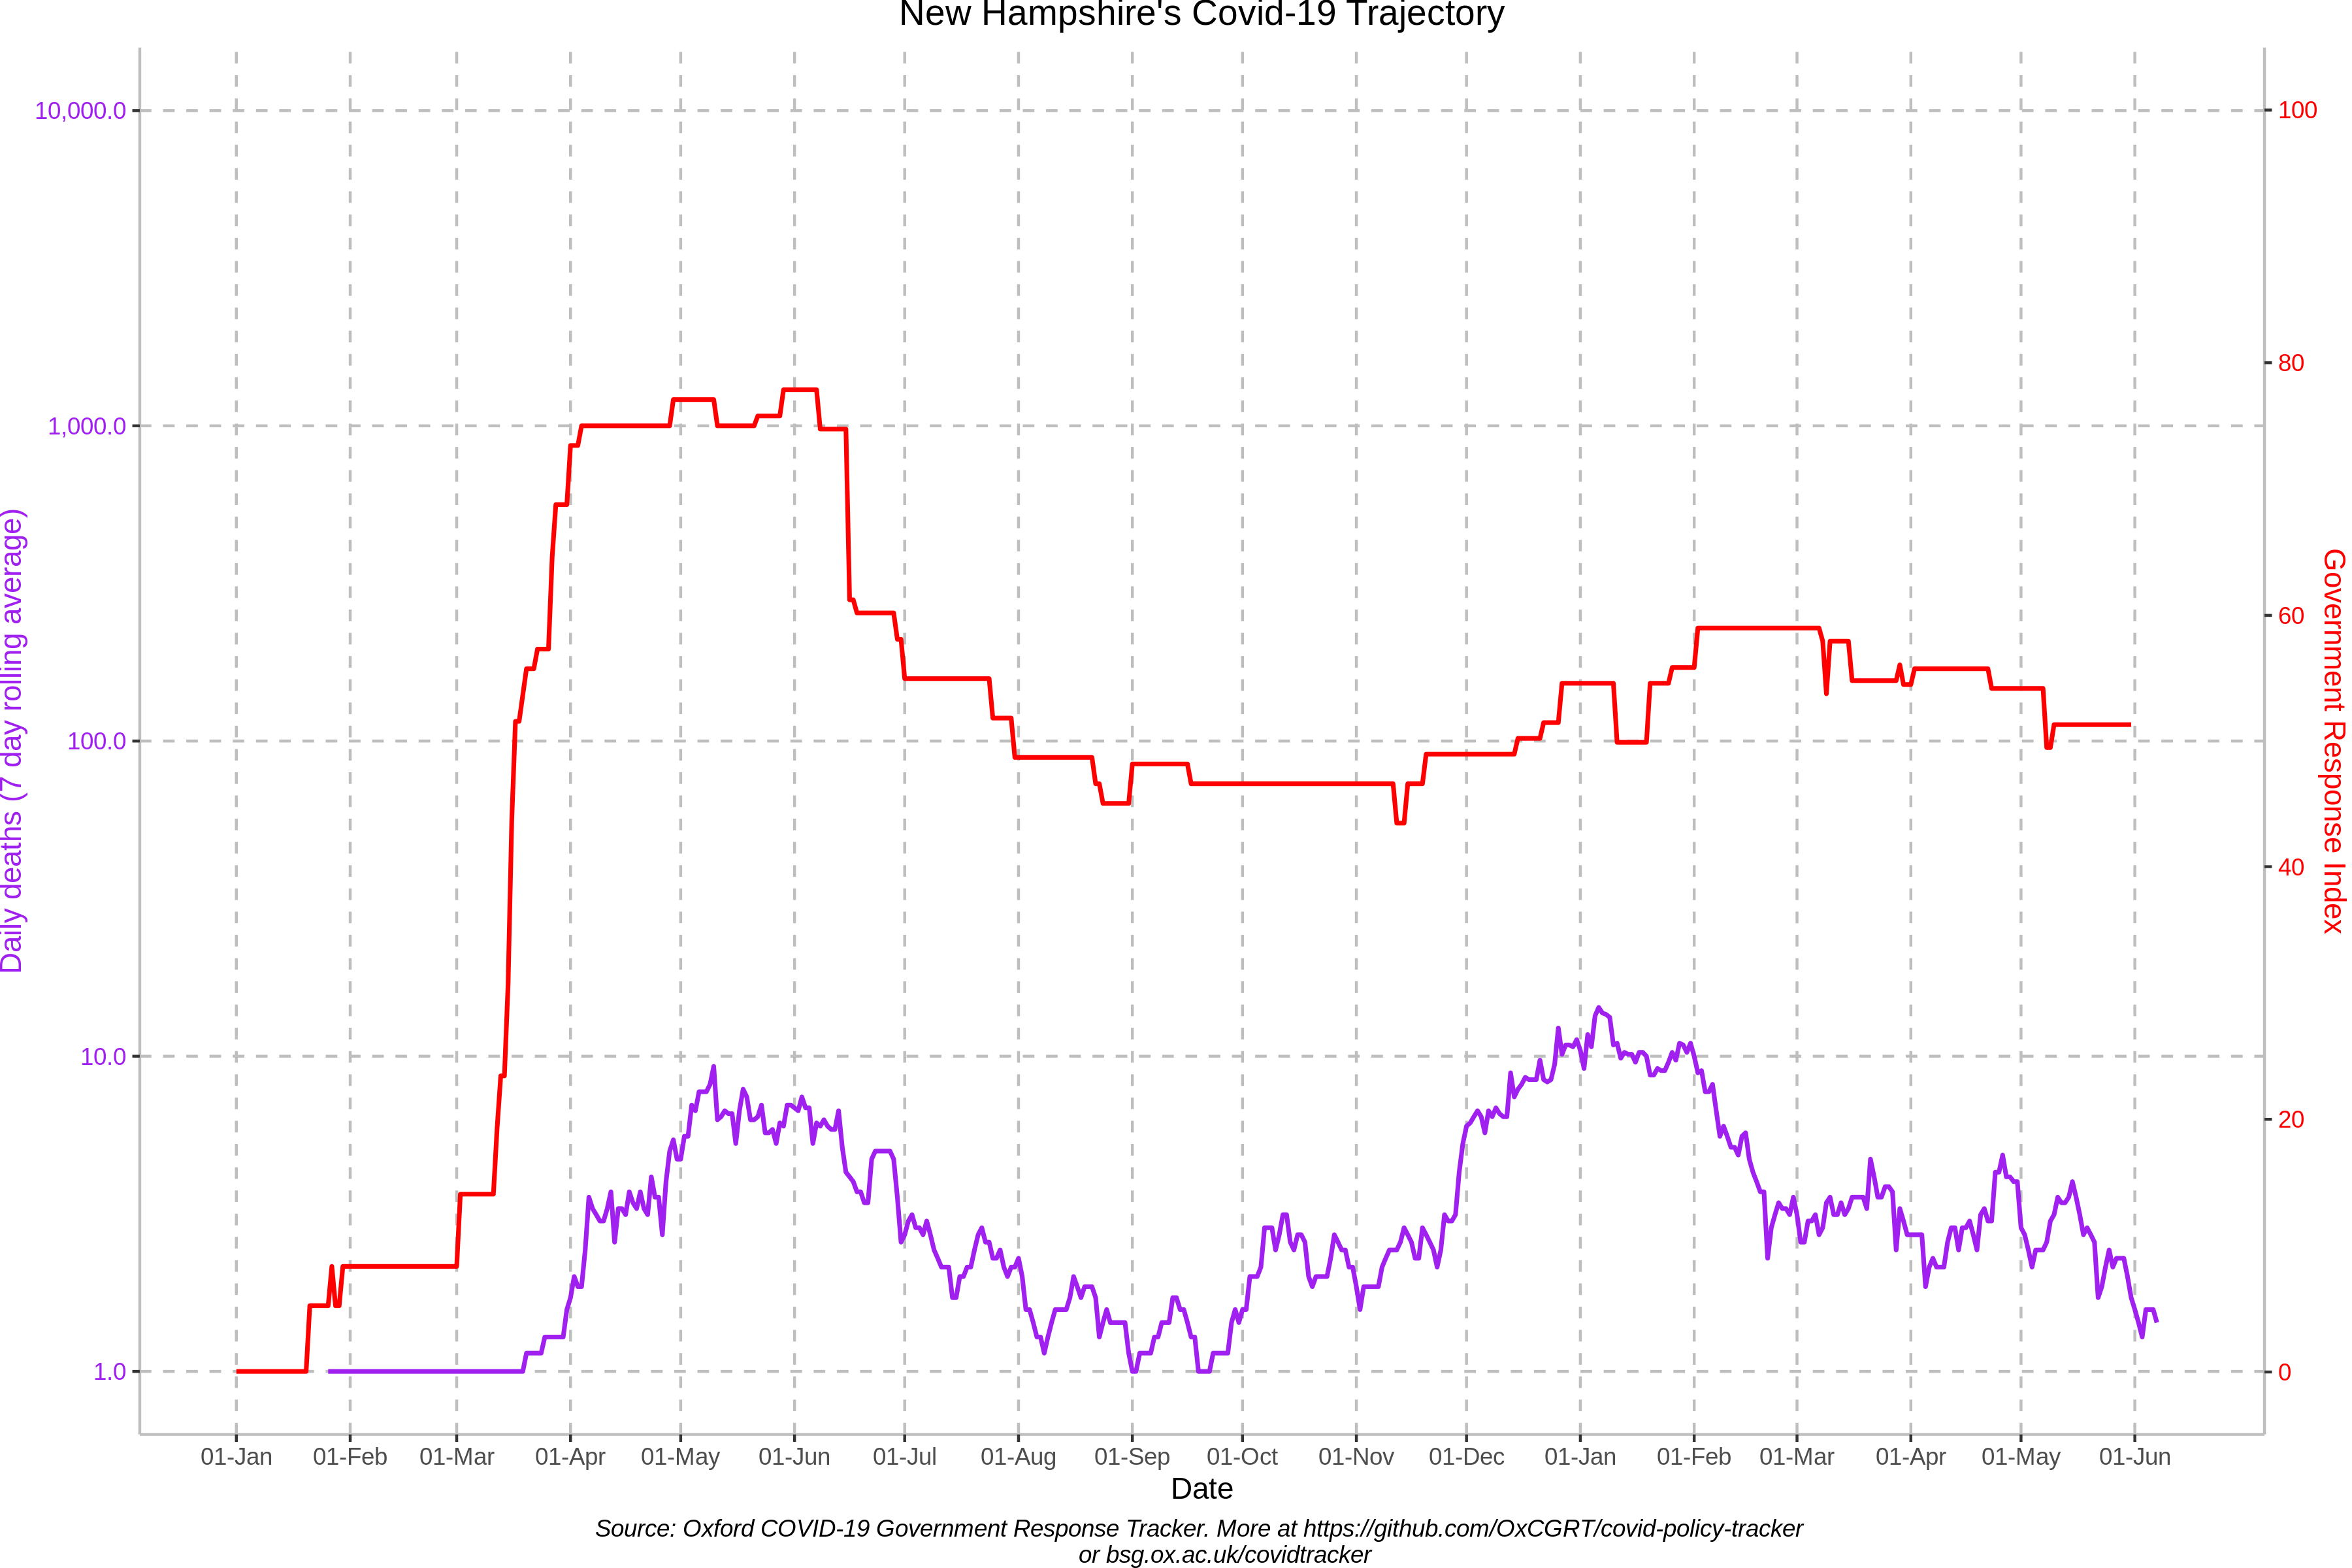 New Hampshire's Covid-19 Trajectory
10,000.0
1,000.0
100.0
10.0
1.0
Daily deaths (7 day rolling average)
100
80
60
40
20
0
Government Response Index
01-Jan 01-Feb 01-Mar 01-Apr 01-May 01-Jun 01-Jul 01-Aug 01-Sep 01-Oct 01-Nov 01-Dec 01-Jan 01-Feb 01-Mar 01-Apr 01-May 01-Jun
Date
Source: Oxford COVID-19 Government Response Tracker. More at https://github.com/OxCGRT/covid-policy-tracker
or bsg.ox.ac.uk/covidtracker